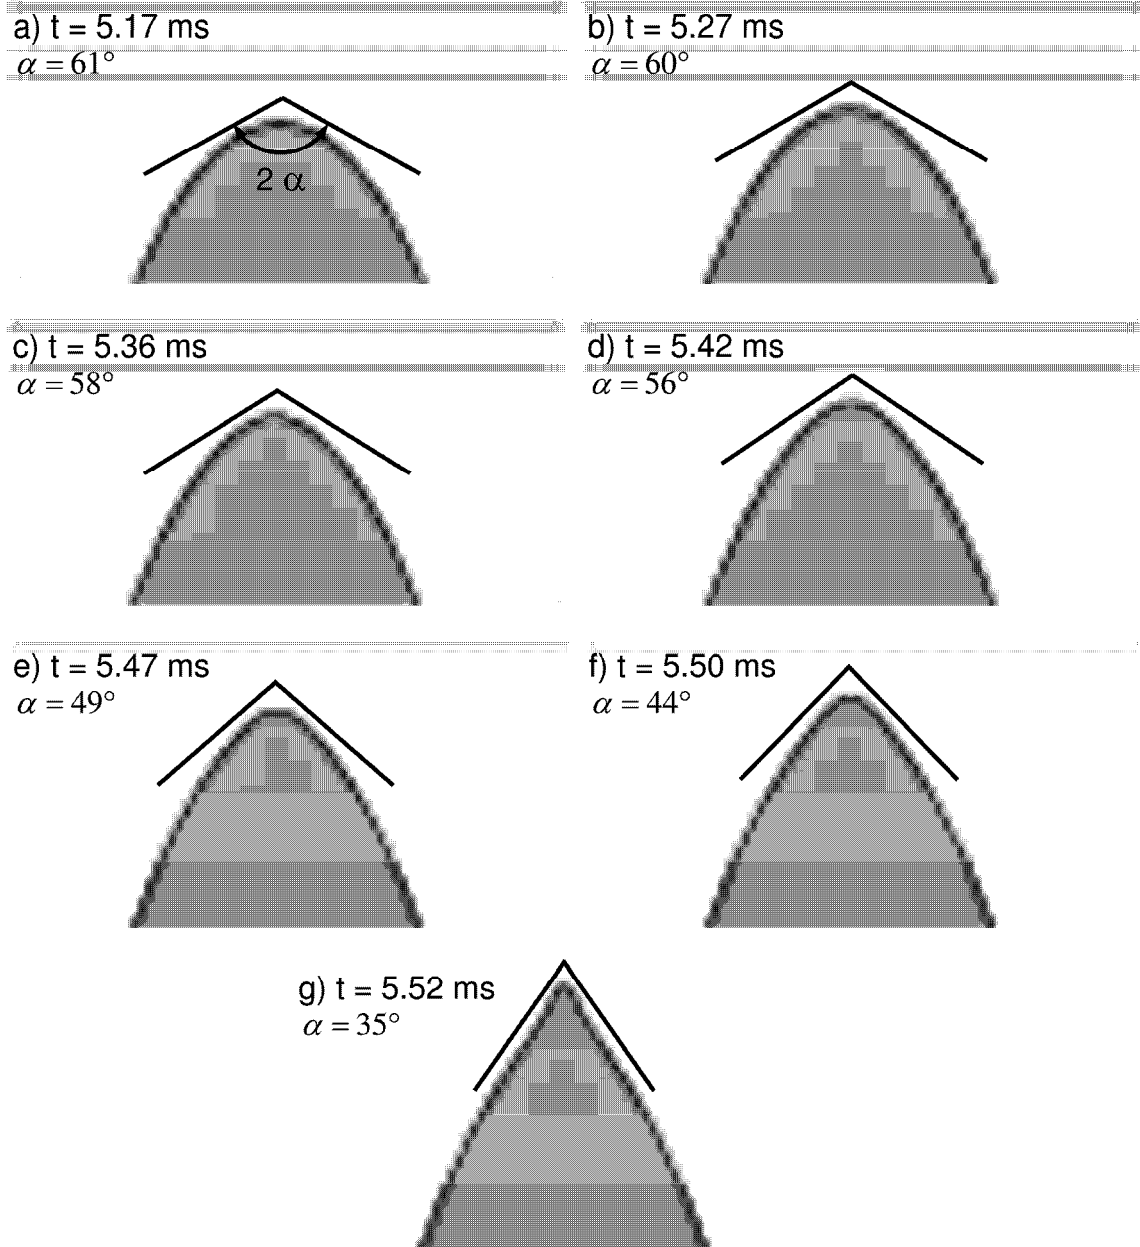 a) t = 5.17 ms
α = 61°
2 α
b) t = 5.27 ms
α = 60°
c) t = 5.36 ms
α = 58°
d) t = 5.42 ms
α = 56°
e) t = 5.47 ms
α = 49°
f) t = 5.50 ms
α = 44°
g) t = 5.52 ms
α = 35°